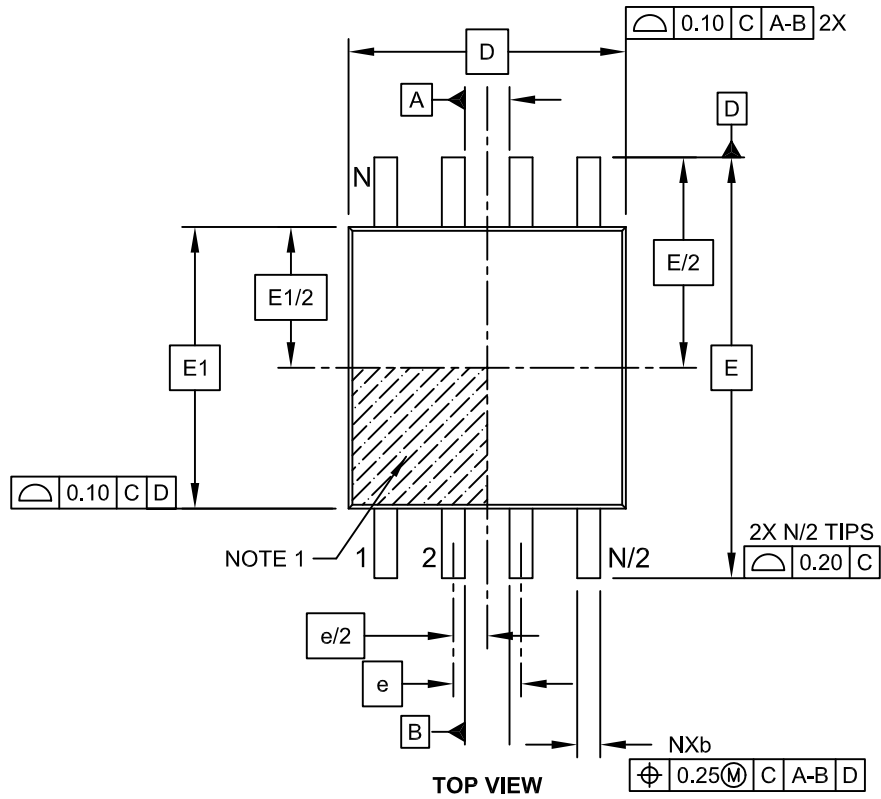 0.10 C A-B 2X
D
A
D
N
E/2
E1/2
E1
E
0.10 C D
2X N/2 TIPS
NOTE 1
1
2
N/2
0.20 C
e/2
e
B
NXb
0.25Ⓜ C A-B D
TOP VIEW